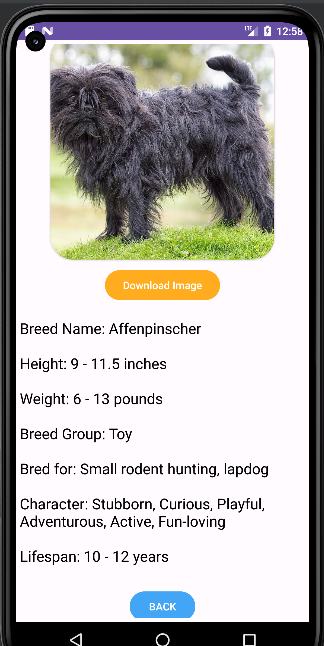 LTE 12:58
Download Image
Breed Name: Affenpinscher
Height: 9 - 11.5 inches
Weight: 6 - 13 pounds
Breed Group: Toy
Bred for: Small rodent hunting, lapdog
Character: Stubborn, Curious, Playful,
Adventurous, Active, Fun-loving
Lifespan: 10 - 12 years
BACK